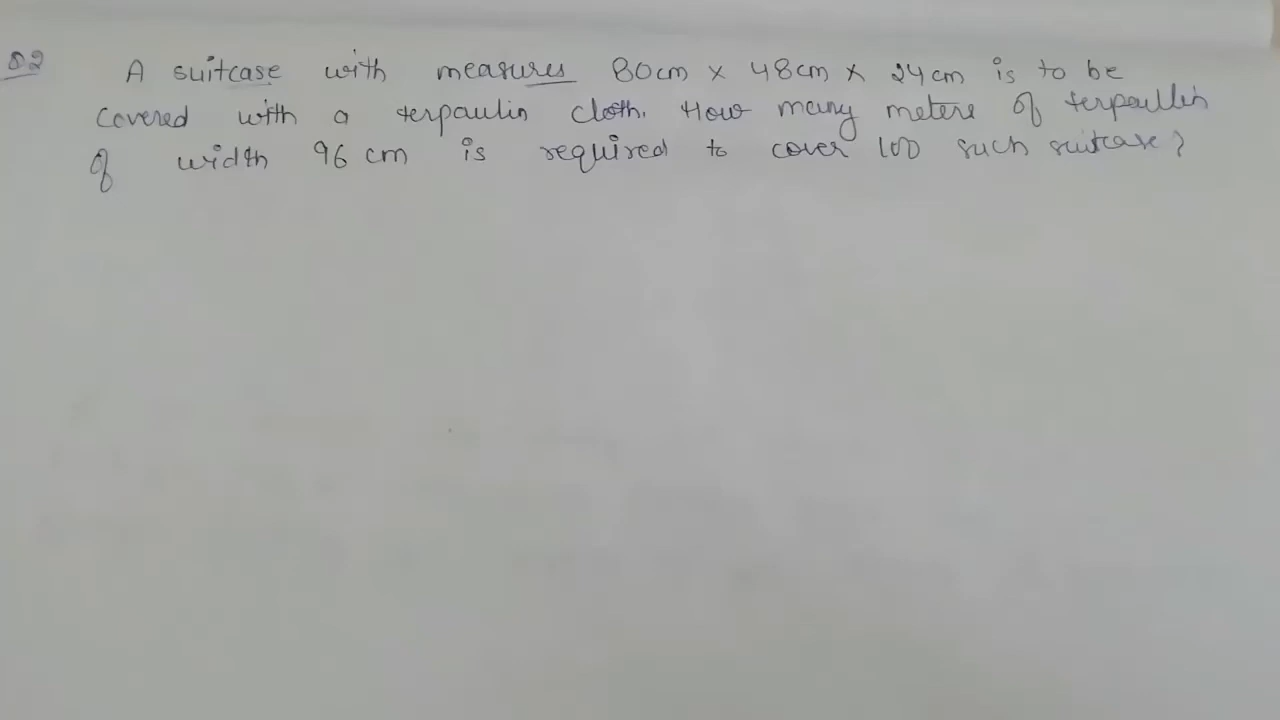 Q2 A suitcase with measures 80cm x 48cm x 24cm is to be
covered with a terpaulin cloth. How many metere of terpaullin
of width 96 cm is required to cover 100 such suitcase?